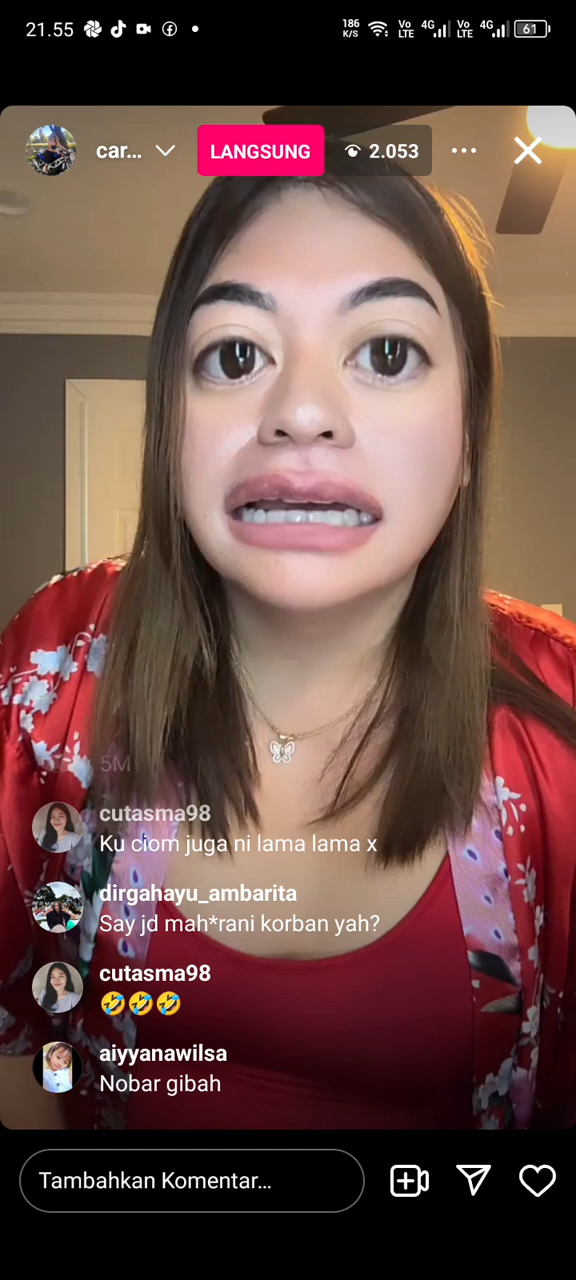 21.55
186 K/S
Vo LTE
4G
Vo LTE
4G
61
car...
LANGSUNG
2.053
5M
cutasma98
Ku ciom juga ni lama lama x
dirgahayu_ambarita
Say jd mah*rani korban yah?
cutasma98
🤣🤣🤣
aiyyanawilsa
Nobar gibah
Tambahkan Komentar...